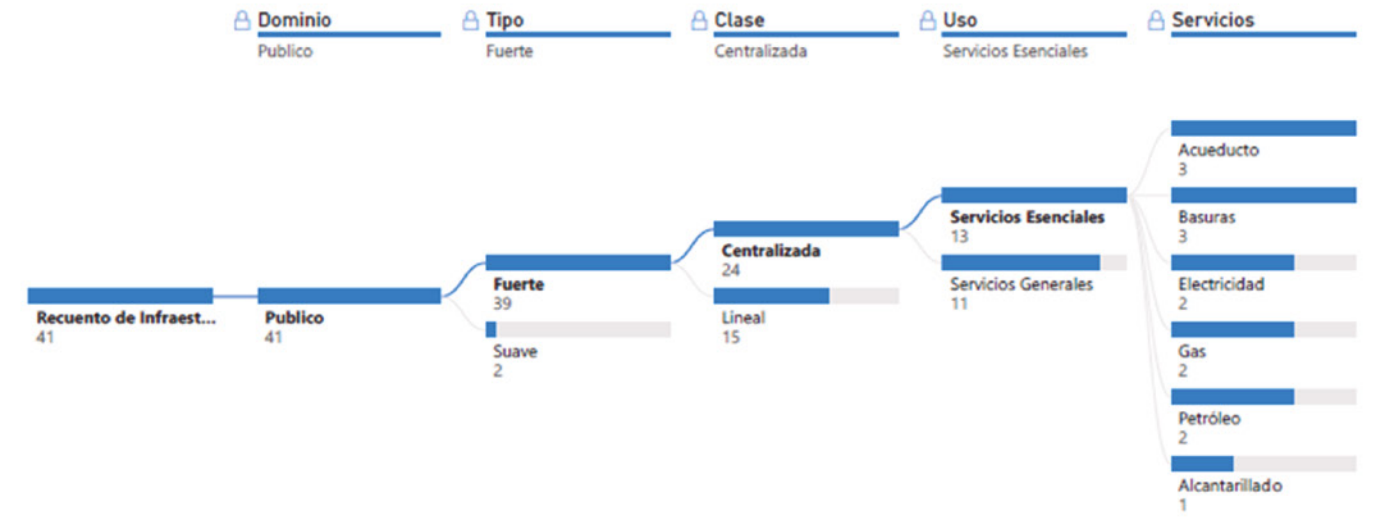 Dominio
Publico
Tipo
Fuerte
Clase
Centralizada
Uso
Servicios Esenciales
Servicios
Recuento de Infraest...
41
Publico
41
Fuerte
39
Suave
2
Centralizada
24
Lineal
15
Servicios Esenciales
13
Servicios Generales
11
Acueducto
3
Basuras
3
Electricidad
2
Gas
2
Petróleo
2
Alcantarillado
1